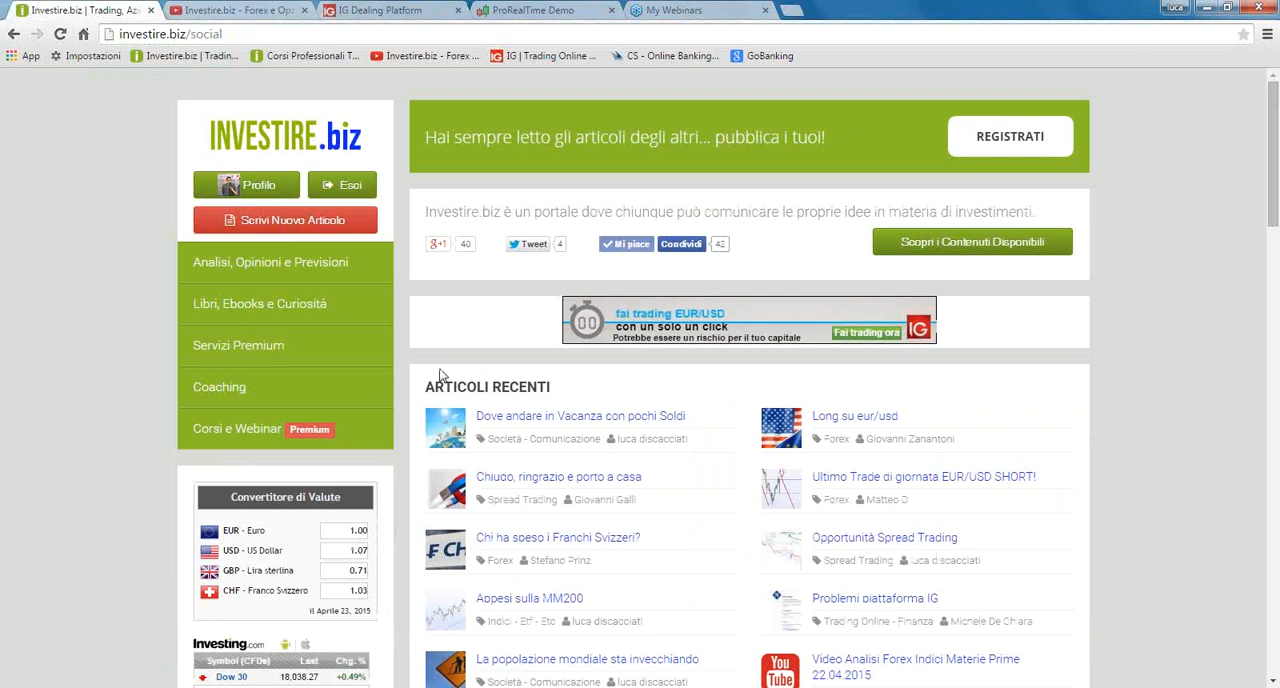 Investire.biz | Trading, Az
Investire.biz - Forex e Op
IG Dealing Platform
ProRealTime Demo
My Webinars
luca
investire.biz/social
App
Impostazioni
Investire.biz | Tradin...
Corsi Professionali T...
Investire.biz - Forex ...
IG | Trading Online ...
CS - Online Banking...
GoBanking
INVESTIRE.biz
Profilo
Esci
Scrivi Nuovo Articolo
Analisi, Opinioni e Previsioni
Libri, Ebooks e Curiosità
Servizi Premium
Coaching
Corsi e Webinar Premium
Convertitore di Valute
EUR - Euro 1.00
USD - US Dollar 1.07
GBP - Lira sterlina 0.71
CHF - Franco Svizzero 1.03
il Aprile 23, 2015
Investing.com
Symbol (CFDs) Last Chg. %
Dow 30 18,038.27 +0.49%
Hai sempre letto gli articoli degli altri... pubblica i tuoi!
REGISTRATI
Investire.biz è un portale dove chiunque può comunicare le proprie idee in materia di investimenti.
g+1 40
Tweet 4
Mi piace Condividi 42
Scopri i Contenuti Disponibili
00
fai trading EUR/USD
con un solo un click
Potrebbe essere un rischio per il tuo capitale
Fai trading ora
IG
ARTICOLI RECENTI
Dove andare in Vacanza con pochi Soldi
Società - Comunicazione luca discacciati
Chiudo, ringrazio e porto a casa
Spread Trading Giovanni Galli
Chi ha speso i Franchi Svizzeri?
Forex Stefano Prinz
Appesi sulla MM200
Indici - Etf - Etc luca discacciati
La popolazione mondiale sta invecchiando
Società - Comunicazione luca discacciati
Long su eur/usd
Forex Giovanni Zanantoni
Ultimo Trade di giornata EUR/USD SHORT!
Forex Matteo D
Opportunità Spread Trading
Spread Trading luca discacciati
Problemi piattaforma IG
Trading Online - Finanza Michele De Chiara
You Tube
Video Analisi Forex Indici Materie Prime
22.04.2015